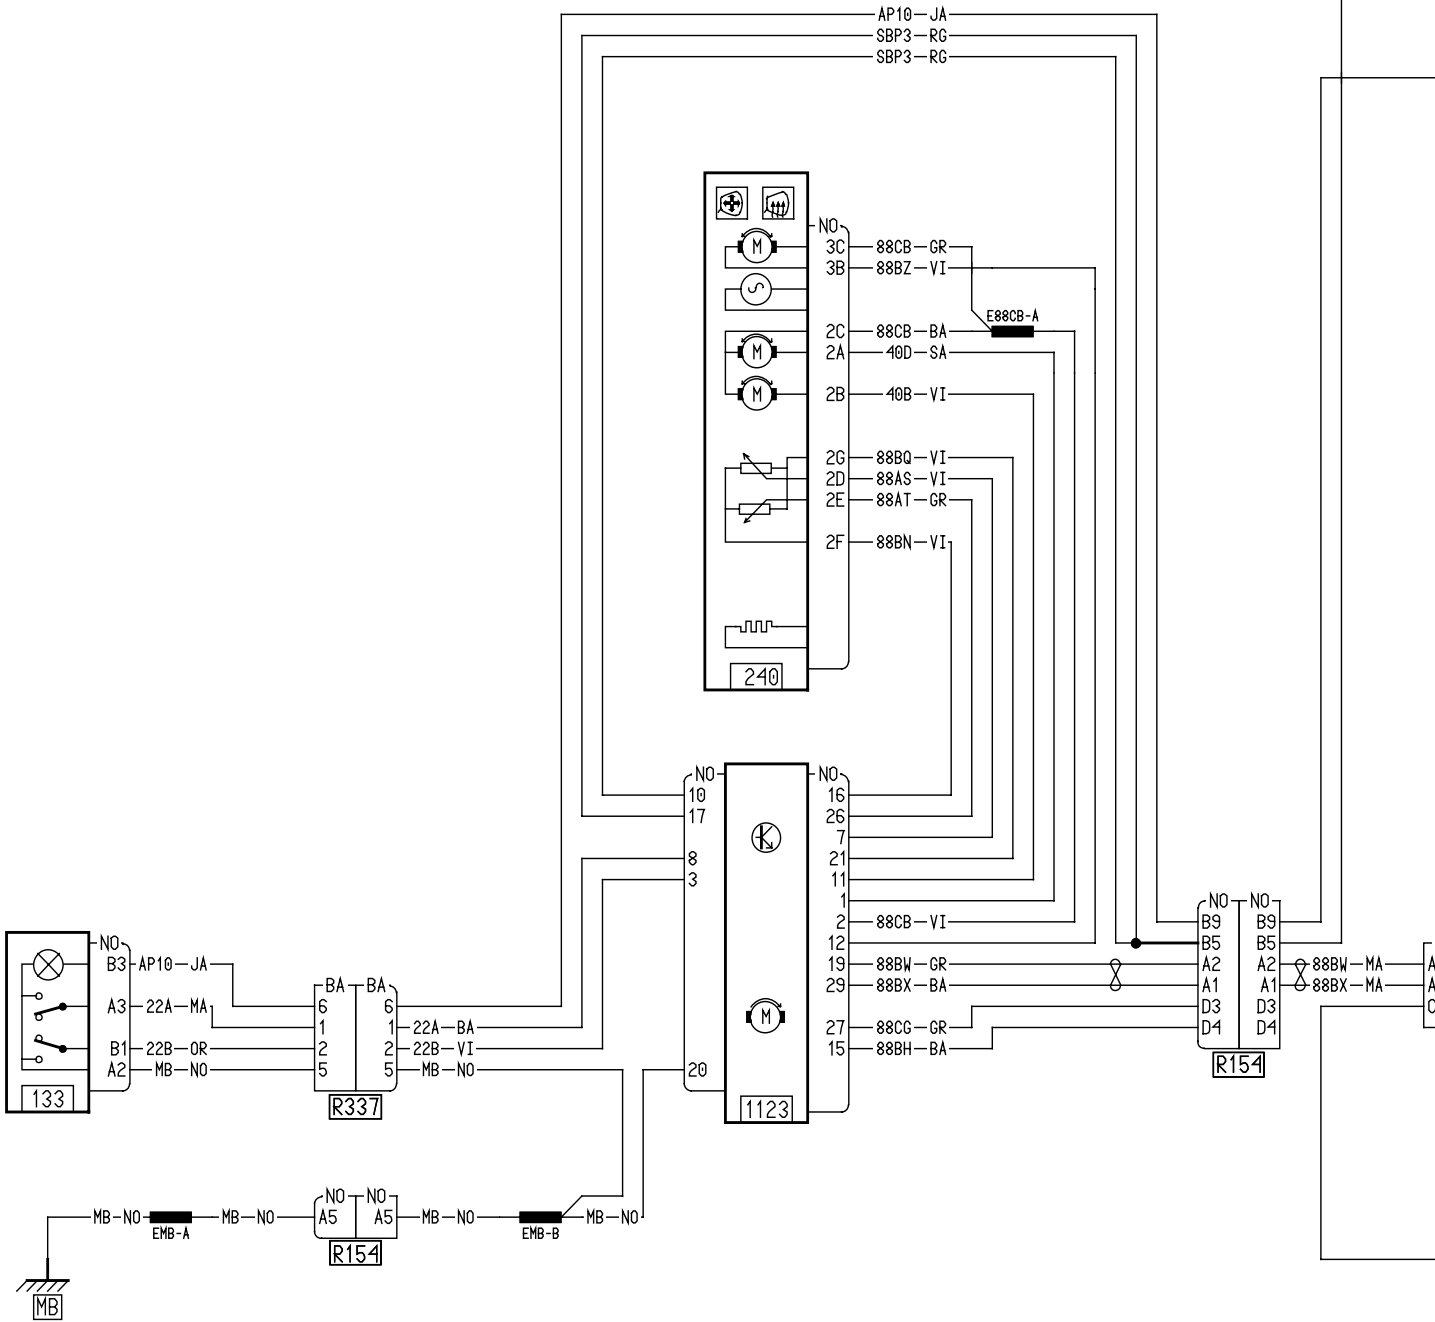 AP10 JA
SBP3 RG
SBP3 RG
NO
M
3C 88CB GR
3B 88BZ VI
E88CB-A
2C 88CB BA
M
2A 40D SA
M
2B 40B VI
2G 88BQ VI
2D 88AS VI
2E 88AT GR
2F 88BN VI
240
NO NO
10 16
17 26
7
8 21
3 11
1
2 88CB VI
12
19 88BW GR
29 88BX BA
M
27 88CG GR
15 88BH BA
20
1123
NO NO
B9 B9
B5 B5
A2 A2 88BW MA A
A1 A1 88BX MA A
D3 D3
D4 D4
R154
NO
B3 AP10 JA
A3 22A MA
B1 22B OR
A2 MB NO
133
BA BA
6 6
1 1 22A BA
2 2 22B VI
5 5 MB NO
R337
NO NO
MB NO MB NO A5 A5 MB NO MB NO
EMB-A EMB-B
R154
MB